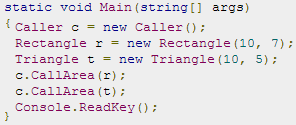 static void Main(string[] args)
{ Caller c = new Caller();
Rectangle r = new Rectangle(10, 7);
Triangle t = new Triangle(10, 5);
c.CallArea(r);
c.CallArea(t);
Console.ReadKey();
}